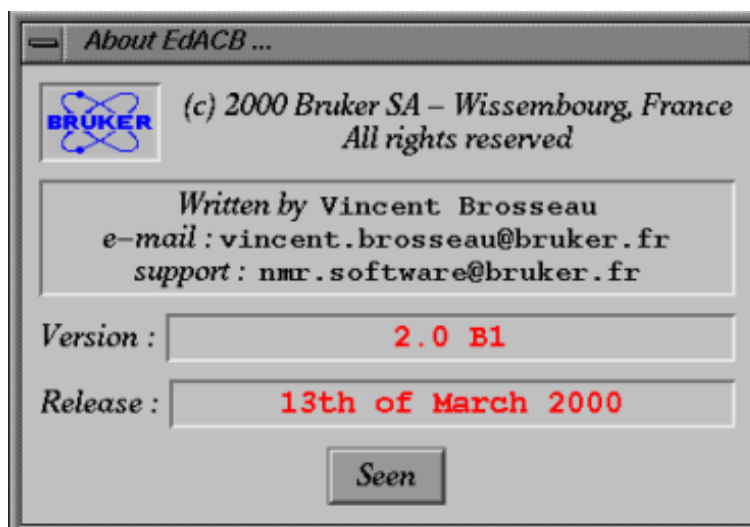 About EdACB ...
BRUKER
(c) 2000 Bruker SA – Wissembourg, France
All rights reserved
Written by Vincent Brosseau
e–mail : vincent.brosseau@bruker.fr
support : nmr.software@bruker.fr
Version : 2.0 B1
Release : 13th of March 2000
Seen